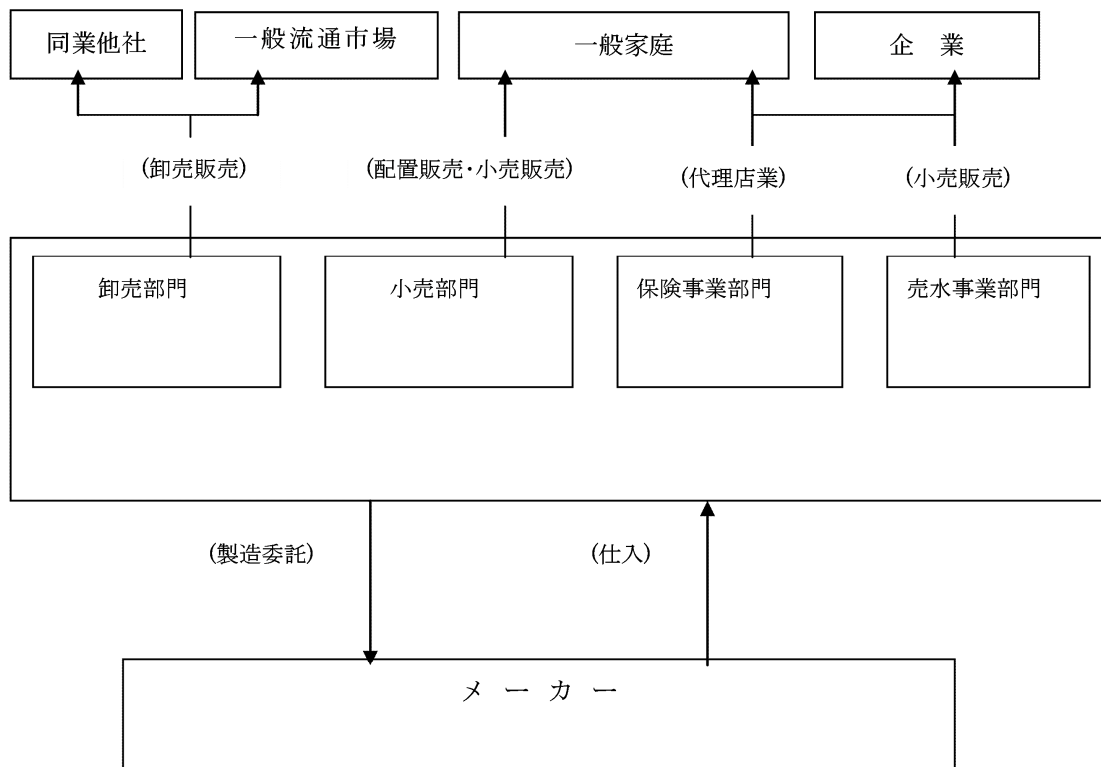 同業他社
一般流通市場
一般家庭
企 業
(卸売販売)
(配置販売・小売販売)
(代理店業)
(小売販売)
卸売部門
小売部門
保険事業部門
売水事業部門
(製造委託)
(仕入)
メ ー カ ー